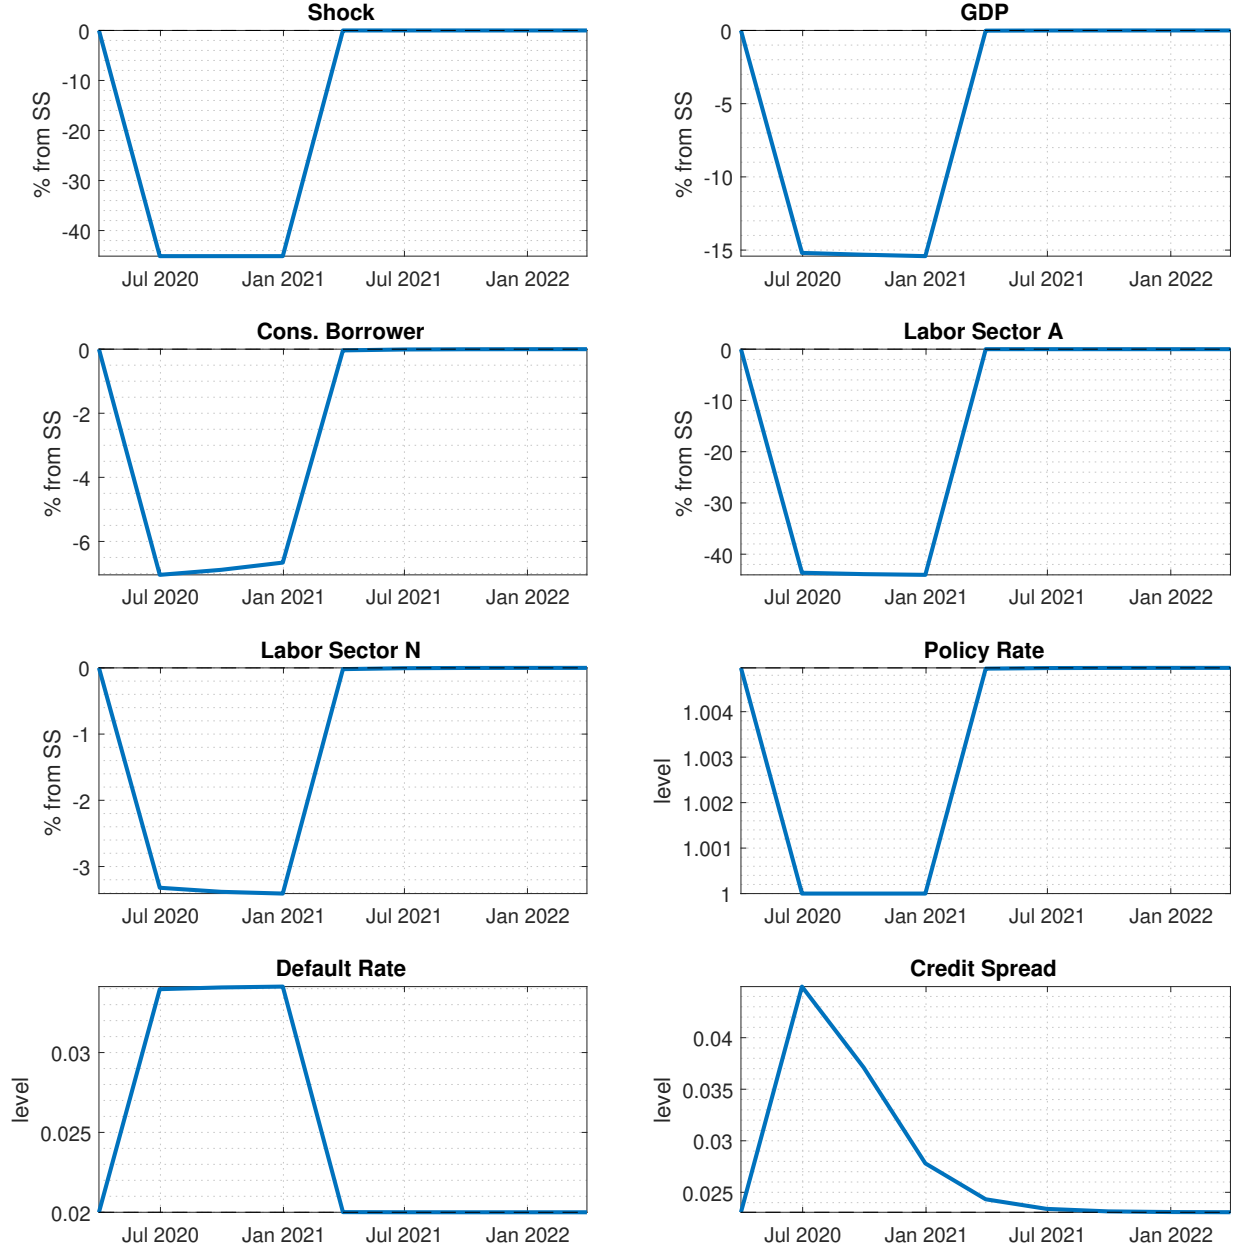 Shock
0
-10
-20
-30
-40
% from SS
Jul 2020 Jan 2021 Jul 2021 Jan 2022
GDP
0
-5
-10
-15
% from SS
Jul 2020 Jan 2021 Jul 2021 Jan 2022
Cons. Borrower
0
-2
-4
-6
% from SS
Jul 2020 Jan 2021 Jul 2021 Jan 2022
Labor Sector A
0
-10
-20
-30
-40
% from SS
Jul 2020 Jan 2021 Jul 2021 Jan 2022
Labor Sector N
0
-1
-2
-3
% from SS
Jul 2020 Jan 2021 Jul 2021 Jan 2022
Policy Rate
1.004
1.003
1.002
1.001
1
level
Jul 2020 Jan 2021 Jul 2021 Jan 2022
Default Rate
0.03
0.025
0.02
level
Jul 2020 Jan 2021 Jul 2021 Jan 2022
Credit Spread
0.04
0.035
0.03
0.025
level
Jul 2020 Jan 2021 Jul 2021 Jan 2022